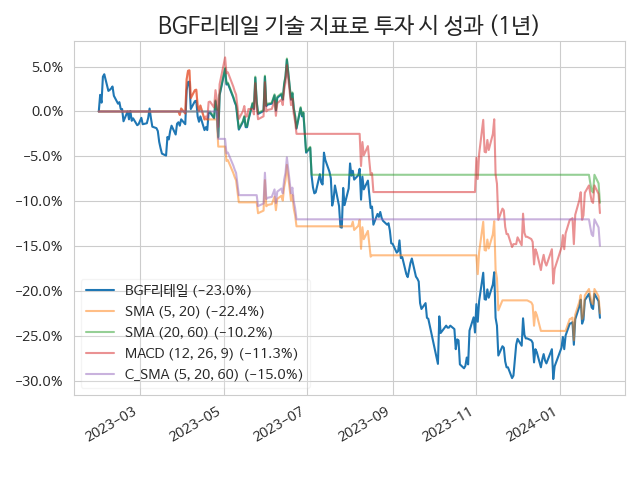 BGF리테일 기술 지표로 투자 시 성과 (1년)
5.0%
0.0%
−5.0%
−10.0%
−15.0%
−20.0%
−25.0%
−30.0%
BGF리테일 (−23.0%)
SMA (5, 20) (−22.4%)
SMA (20, 60) (−10.2%)
MACD (12, 26, 9) (−11.3%)
C_SMA (5, 20, 60) (−15.0%)
2023−03
2023−05
2023−07
2023−09
2023−11
2024−01